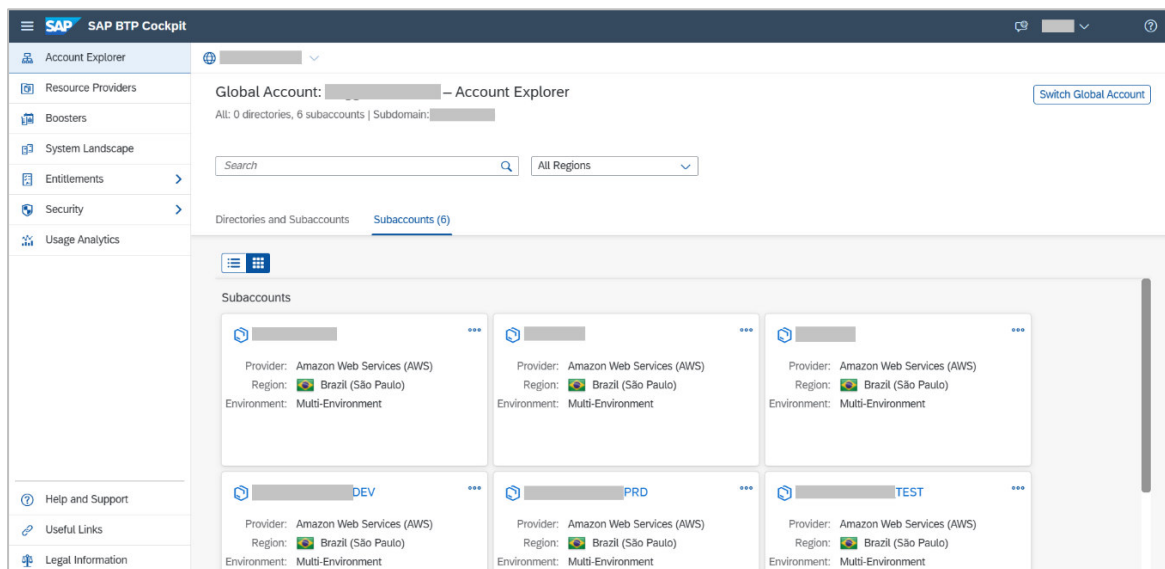 SAP SAP BTP Cockpit
Account Explorer
Resource Providers
Boosters
System Landscape
Entitlements
Security
Usage Analytics
Help and Support
Useful Links
Legal Information
Global Account: – Account Explorer
Switch Global Account
All: 0 directories, 6 subaccounts | Subdomain:
Search
All Regions
Directories and Subaccounts Subaccounts (6)
Subaccounts
Provider: Amazon Web Services (AWS)
Region: Brazil (São Paulo)
Environment: Multi-Environment
Provider: Amazon Web Services (AWS)
Region: Brazil (São Paulo)
Environment: Multi-Environment
Provider: Amazon Web Services (AWS)
Region: Brazil (São Paulo)
Environment: Multi-Environment
DEV
Provider: Amazon Web Services (AWS)
Region: Brazil (São Paulo)
Environment: Multi-Environment
PRD
Provider: Amazon Web Services (AWS)
Region: Brazil (São Paulo)
Environment: Multi-Environment
TEST
Provider: Amazon Web Services (AWS)
Region: Brazil (São Paulo)
Environment: Multi-Environment